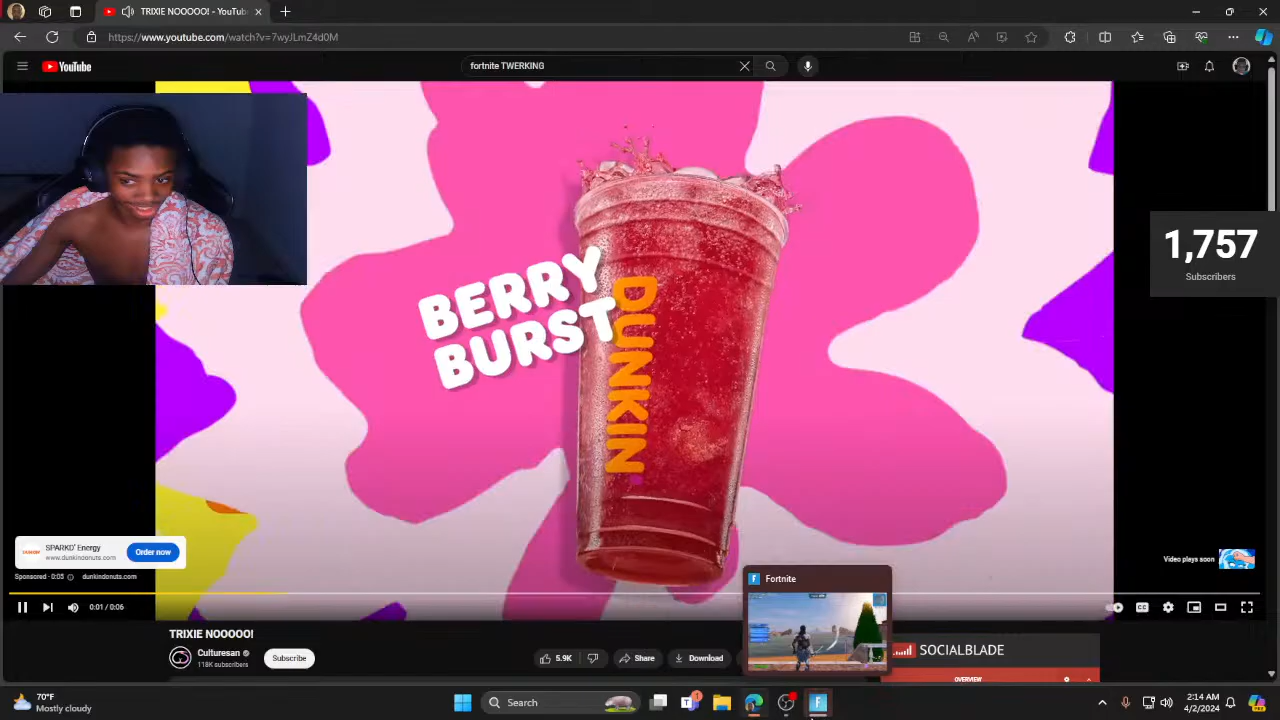 TRIXIE NOOOOO! - YouTub
https://www.youtube.com/watch?v=7wyJLmZ4d0M
YouTube
fortnite TWERKING
1,757
Subscribers
BERRY
BURST
DUNKIN'
SPARKD' Energy
www.dunkindonuts.com
Order now
Sponsored · 0:05
dunkindonuts.com
Video plays soon
0:01 / 0:06
Fortnite
TRIXIE NOOOOO!
Culturesan
118K subscribers
Subscribe
5.9K
Share
Download
SOCIALBLADE
OVERVIEW
70°F
Mostly cloudy
Search
2:14 AM
4/2/2024